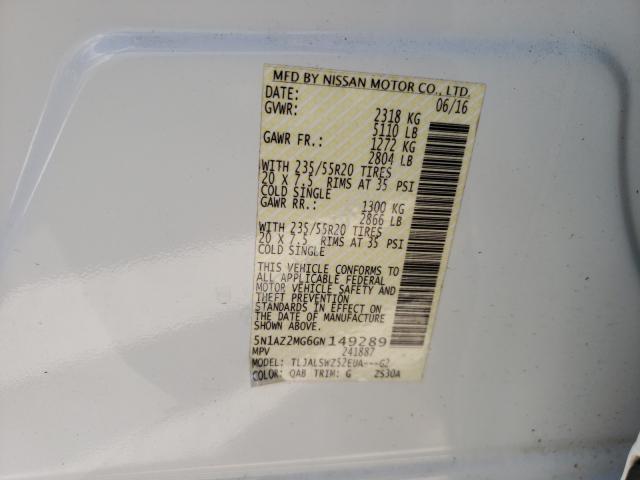 MFD BY NISSAN MOTOR CO., LTD.
DATE: 06/16
GVWR: 2318 KG
5110 LB
GAWR FR.: 1272 KG
2804 LB
WITH 235/55R20 TIRES
20 X 7.5 RIMS AT 35 PSI
COLD SINGLE
GAWR RR.: 1300 KG
2866 LB
WITH 235/55R20 TIRES
20 X 7.5 RIMS AT 35 PSI
COLD SINGLE
THIS VEHICLE CONFORMS TO
ALL APPLICABLE FEDERAL
MOTOR VEHICLE SAFETY AND
THEFT PREVENTION
STANDARDS IN EFFECT ON
THE DATE OF MANUFACTURE
SHOWN ABOVE.
5N1AZ2MG6GN149289
MPV 241887
MODEL: TLJALSWZ52EUA---G2
COLOR: QAB TRIM: G ZS30A